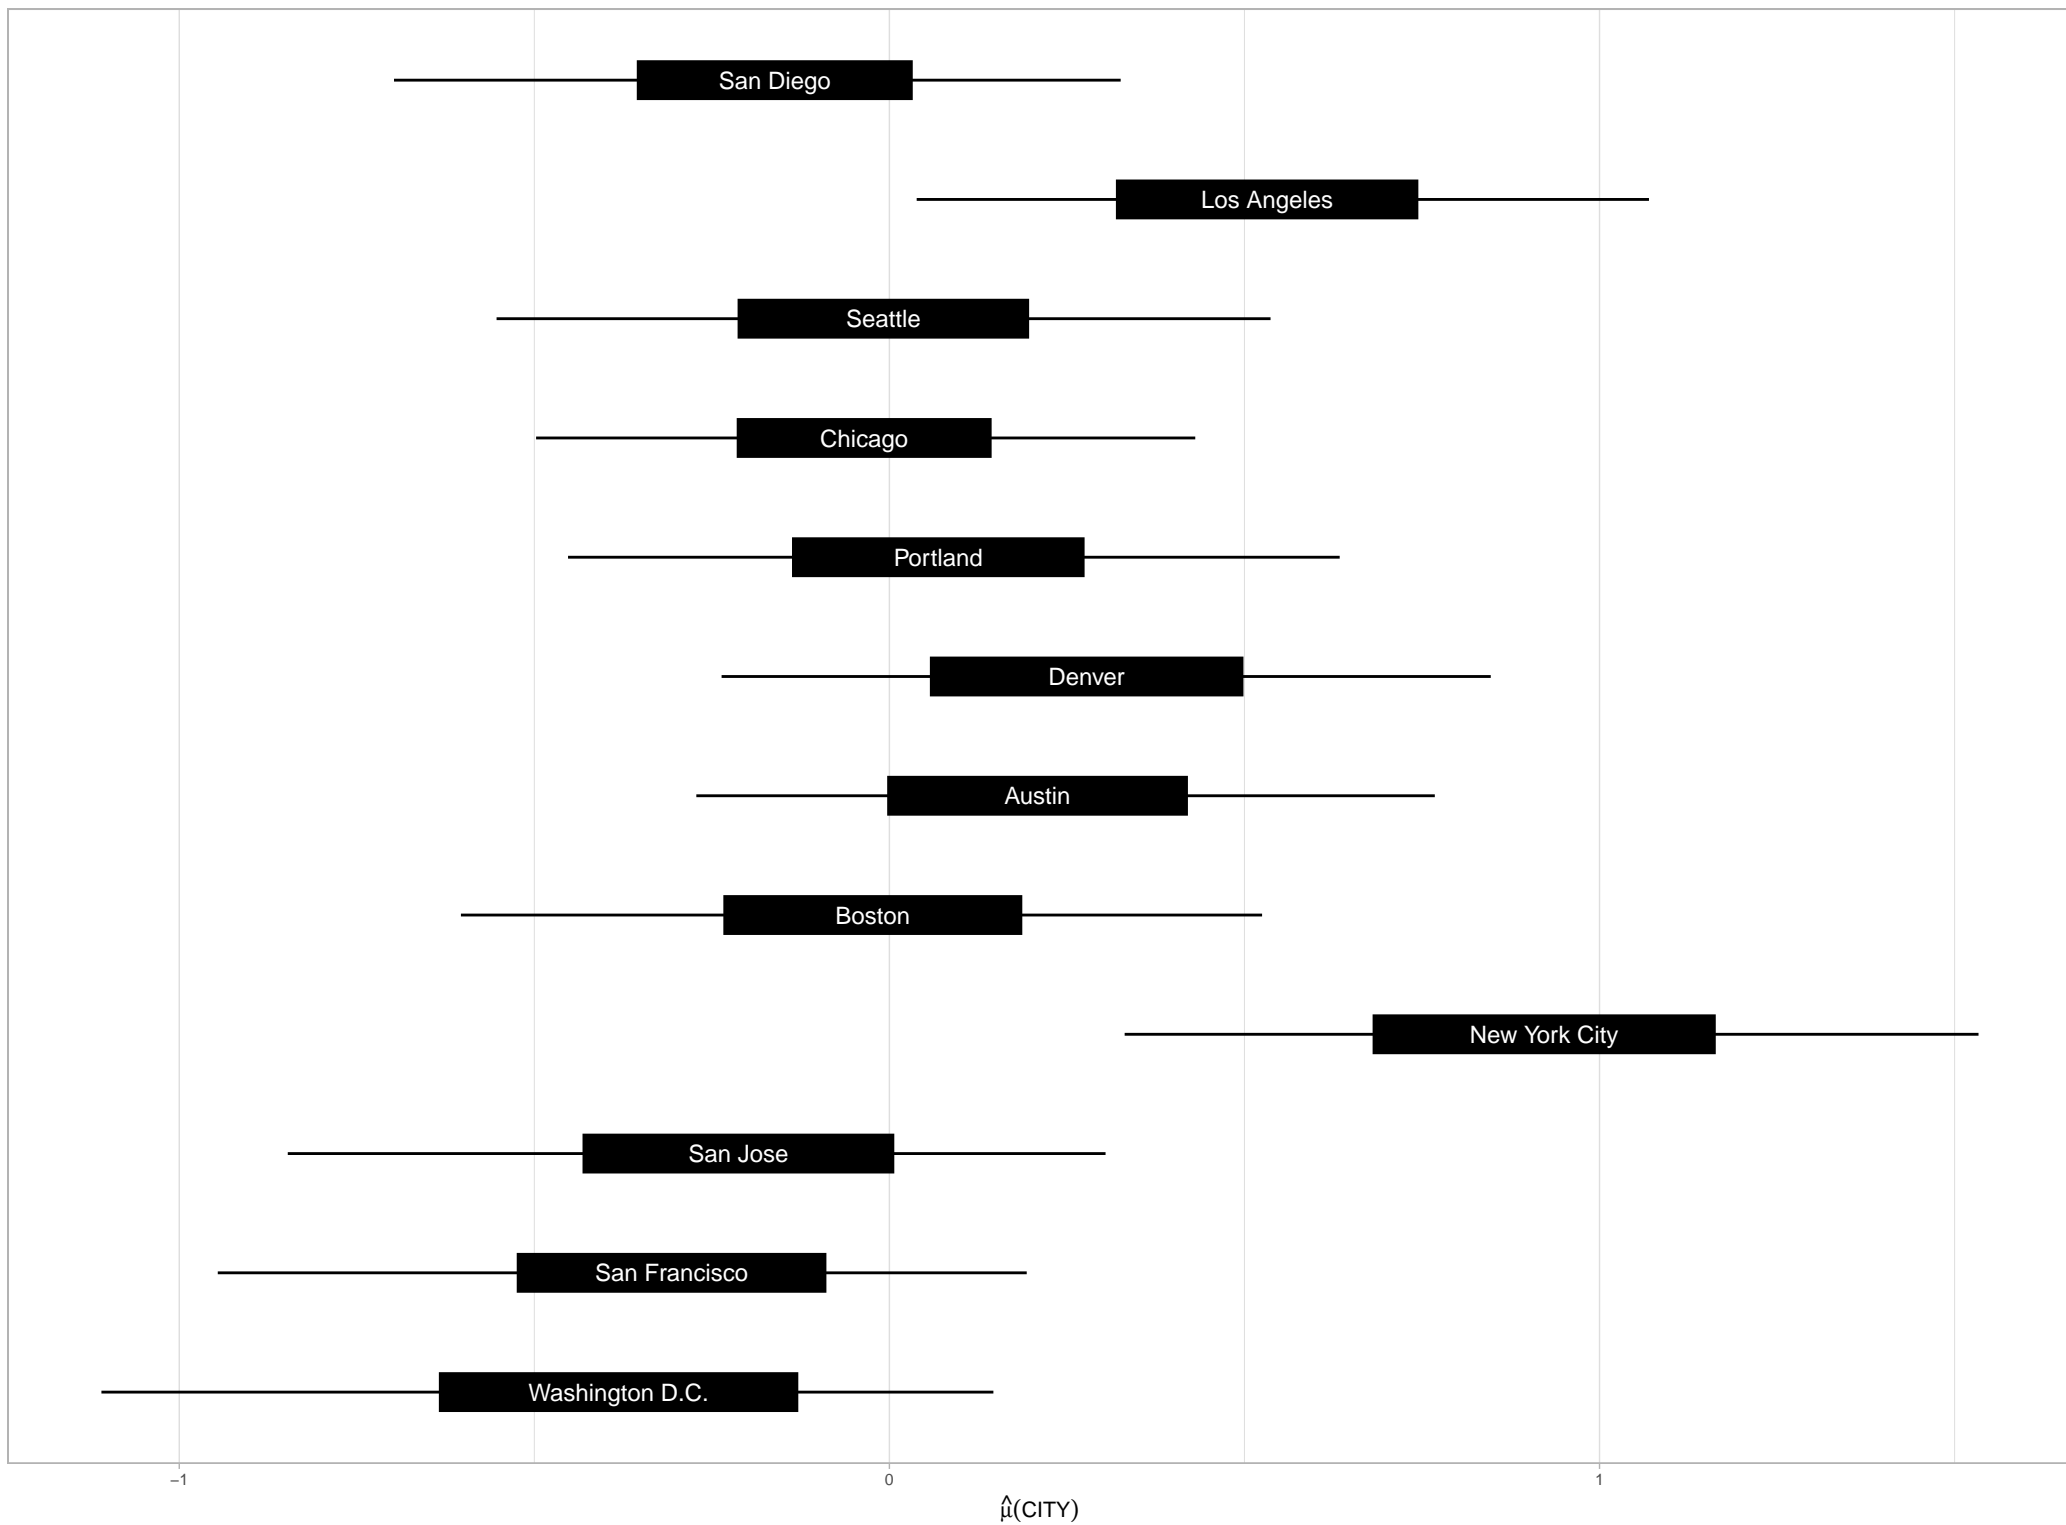 San Diego
Los Angeles
Seattle
Chicago
Portland
Denver
Austin
Boston
New York City
San Jose
San Francisco
Washington D.C.
−1 0 1
μ̂(CITY)